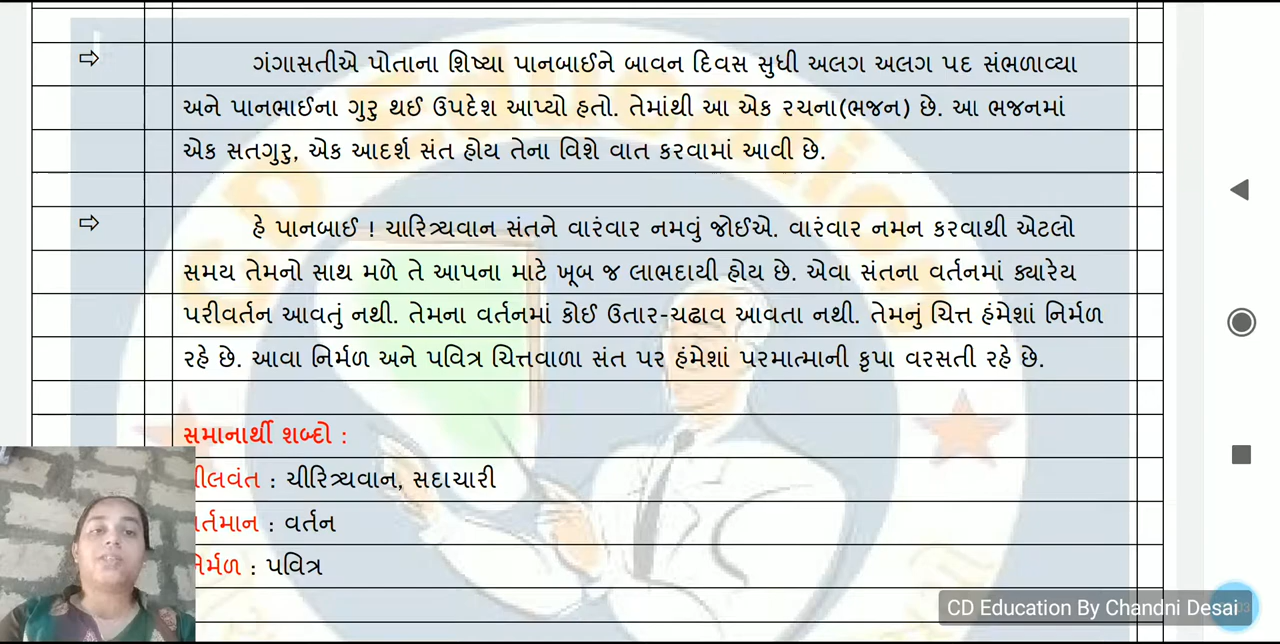 ગંગાસતીએ પોતાના શિષ્યા પાનબાઈને બાવન દિવસ સુધી અલગ અલગ પદ સંભળાવ્યા
અને પાનભાઈના ગુરુ થઈ ઉપદેશ આપ્યો હતો. તેમાંથી આ એક રચના(ભજન) છે. આ ભજનમાં
એક સતગુરુ, એક આદર્શ સંત હોય તેના વિશે વાત કરવામાં આવી છે.
હે પાનબાઈ ! ચારિત્ર્યવાન સંતને વારંવાર નમવું જોઈએ. વારંવાર નમન કરવાથી એટલો
સમય તેમનો સાથ મળે તે આપના માટે ખૂબ જ લાભદાયી હોય છે. એવા સંતના વર્તનમાં ક્યારેય
પરીવર્તન આવતું નથી. તેમના વર્તનમાં કોઈ ઉતાર-ચઢાવ આવતા નથી. તેમનું ચિત્ત હંમેશાં નિર્મળ
રહે છે. આવા નિર્મળ અને પવિત્ર ચિત્તવાળા સંત પર હંમેશાં પરમાત્માની કૃપા વરસતી રહે છે.
સમાનાર્થી શબ્દો :
: ચીરિત્ર્યવાન, સદાચારી
: વર્તન
: પવિત્ર
CD Education By Chandni Desai
CD Education